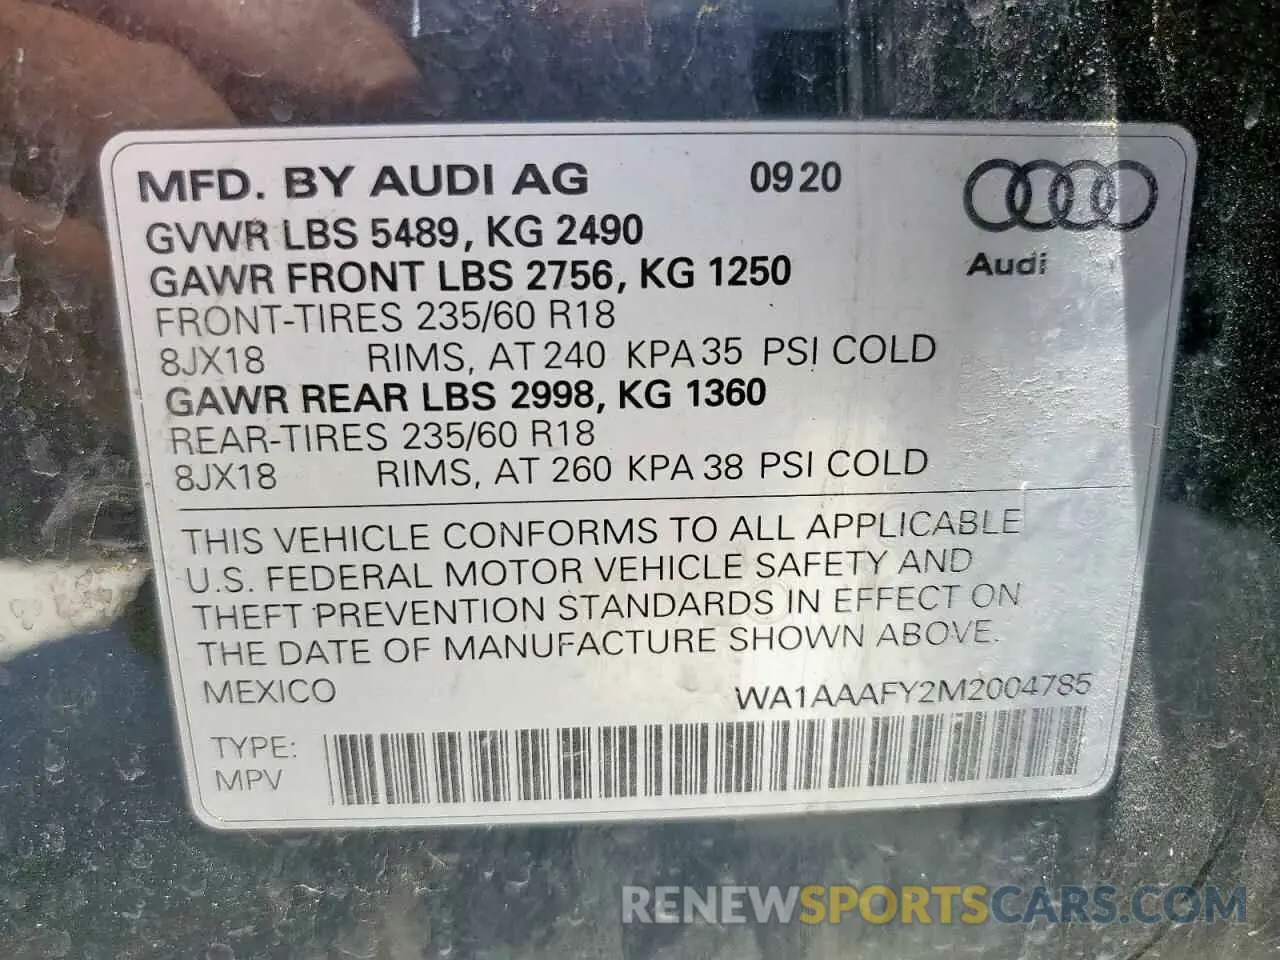 MFD. BY AUDI AG 0920
GVWR LBS 5489, KG 2490
GAWR FRONT LBS 2756, KG 1250
Audi
FRONT-TIRES 235/60 R18
8JX18 RIMS, AT 240 KPA 35 PSI COLD
GAWR REAR LBS 2998, KG 1360
REAR-TIRES 235/60 R18
8JX18 RIMS, AT 260 KPA 38 PSI COLD
THIS VEHICLE CONFORMS TO ALL APPLICABLE
U.S. FEDERAL MOTOR VEHICLE SAFETY AND
THEFT PREVENTION STANDARDS IN EFFECT ON
THE DATE OF MANUFACTURE SHOWN ABOVE.
MEXICO WA1AAAFY2M2004785
TYPE:
MPV
RENEWSPORTSCARS.COM